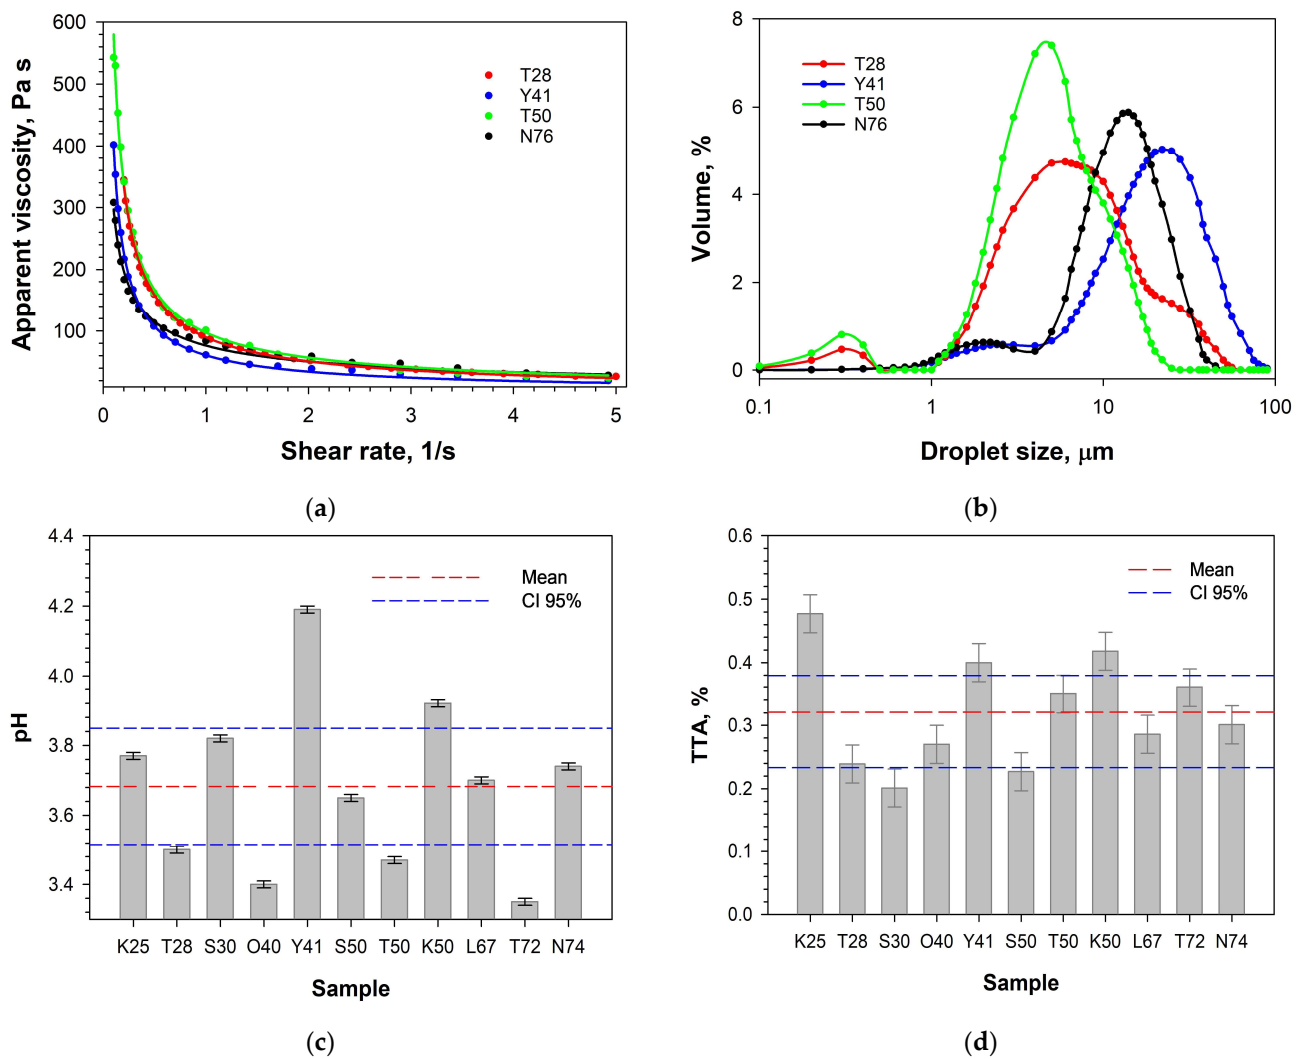 600
500
400
300
200
100
Apparent viscosity, Pa s
T28
Y41
T50
N76
0 1 2 3 4 5
Shear rate, 1/s
(a)
8
6
4
2
0
Volume, %
T28
Y41
T50
N76
0.1 1 10 100
Droplet size, μm
(b)
4.4
4.2
4.0
3.8
3.6
3.4
pH
Mean
CI 95%
K25 T28 S30 O40 Y41 S50 T50 K50 L67 T72 N74
Sample
(c)
0.6
0.5
0.4
0.3
0.2
0.1
0.0
TTA, %
Mean
CI 95%
K25 T28 S30 O40 Y41 S50 T50 K50 L67 T72 N74
Sample
(d)